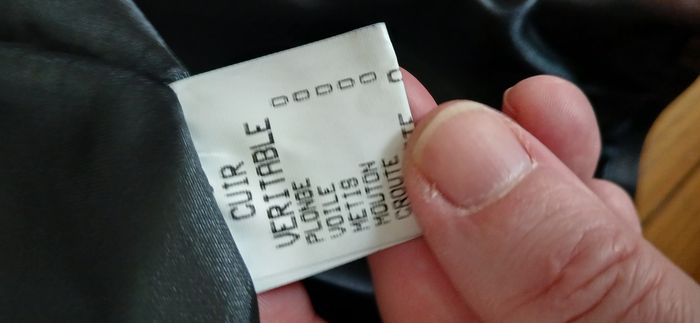 CUIR
VERITABLE
PLONGE
VOILE
METIS
MOUTON
CROUTE